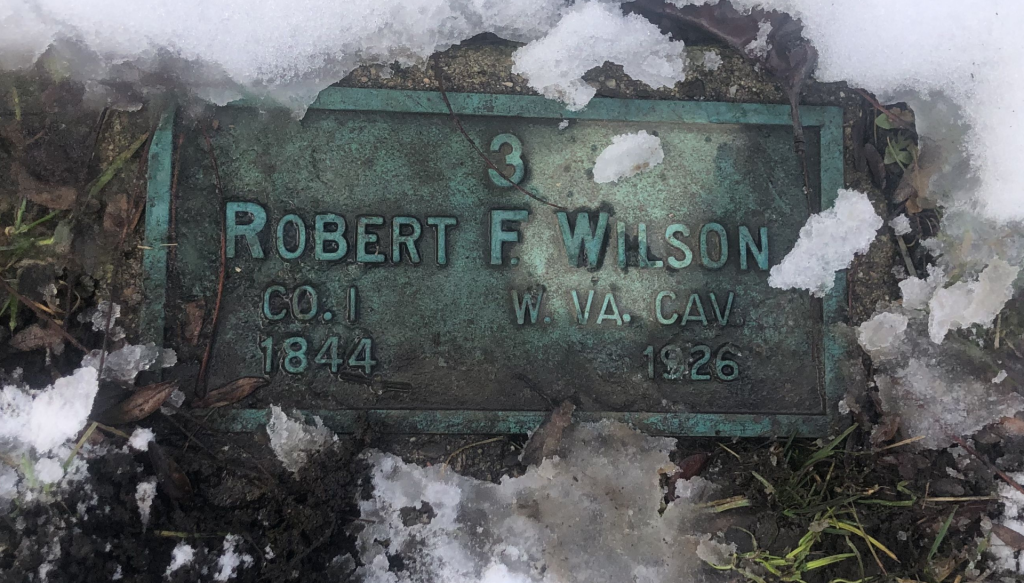 3
ROBERT F. WILSON
CO. I W. VA. CAV.
1844 1926